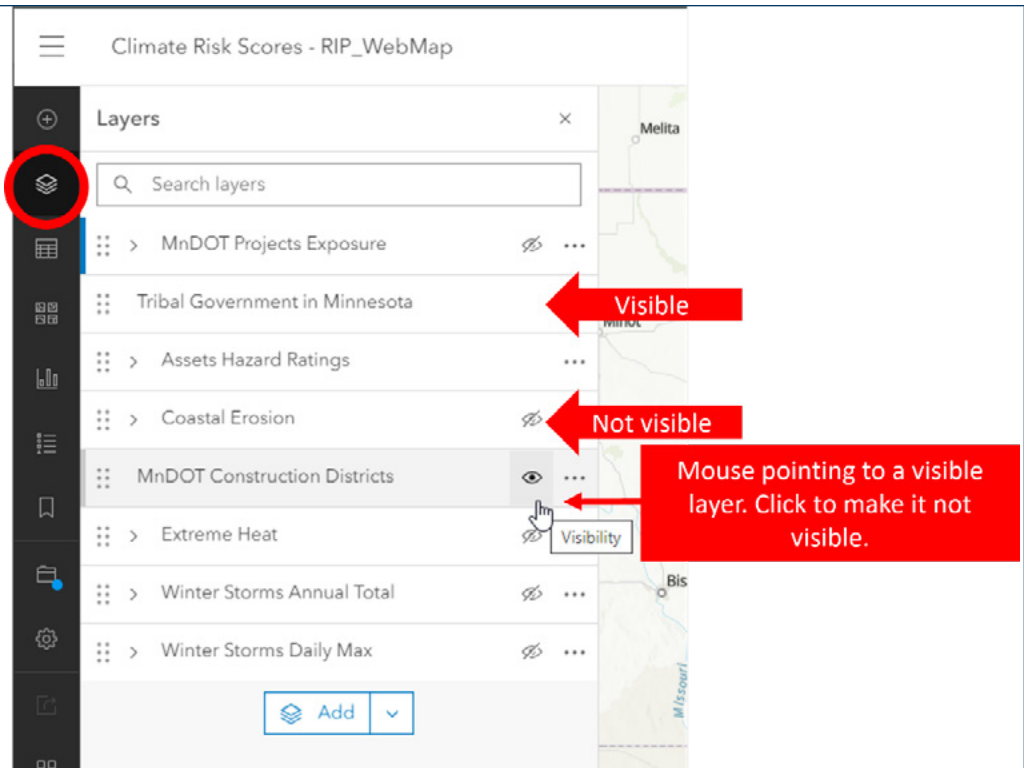 Climate Risk Scores - RIP_WebMap
Layers
Melita
Search layers
MnDOT Projects Exposure
Tribal Government in Minnesota
Visible
Assets Hazard Ratings
Coastal Erosion
Not visible
MnDOT Construction Districts
Mouse pointing to a visible
layer. Click to make it not
visible.
Extreme Heat
Visibility
Bis
Winter Storms Annual Total
Winter Storms Daily Max
Missouri
Add